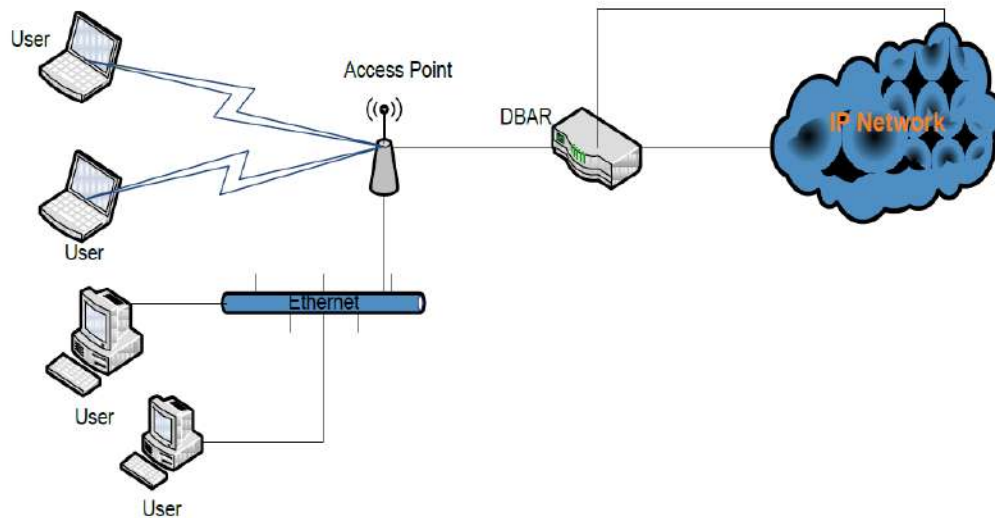 User
Access Point
DBAR
IP Network
User
Ethernet
User
User